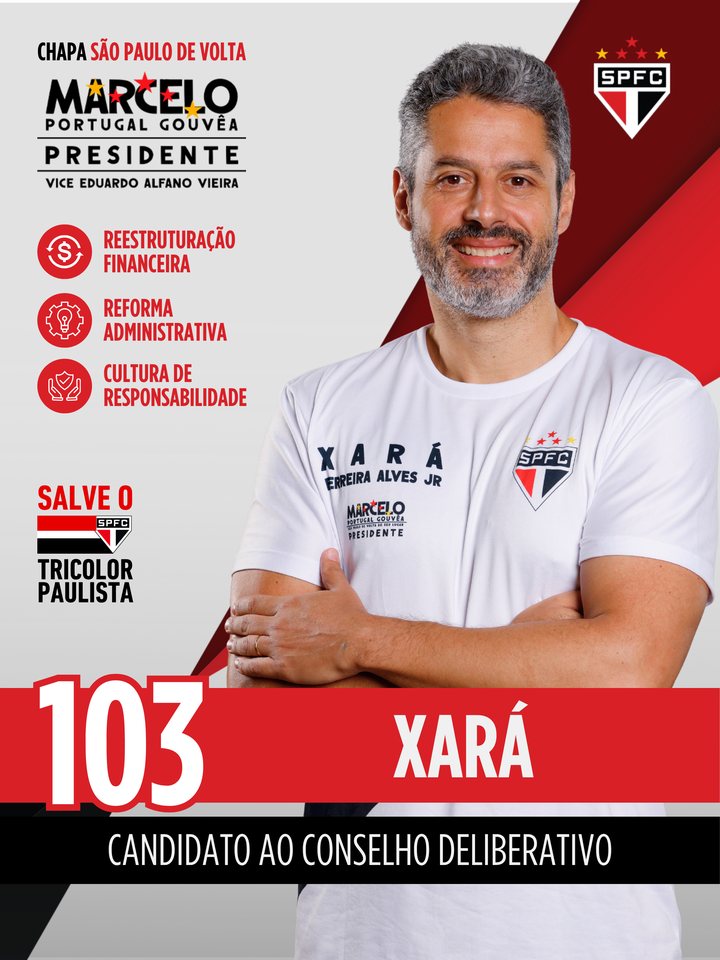 CHAPA SÃO PAULO DE VOLTA
MARCELO
PORTUGAL GOUVÊA
PRESIDENTE
VICE EDUARDO ALFANO VIEIRA
SPFC
REESTRUTURAÇÃO
FINANCEIRA
REFORMA
ADMINISTRATIVA
CULTURA DE
RESPONSABILIDADE
XARÁ
ERREIRA ALVES JR
SPFC
MARCELO
PORTUGAL GOUVÊA
PRESIDENTE
SALVE O
SPFC
TRICOLOR
PAULISTA
103
XARÁ
CANDIDATO AO CONSELHO DELIBERATIVO